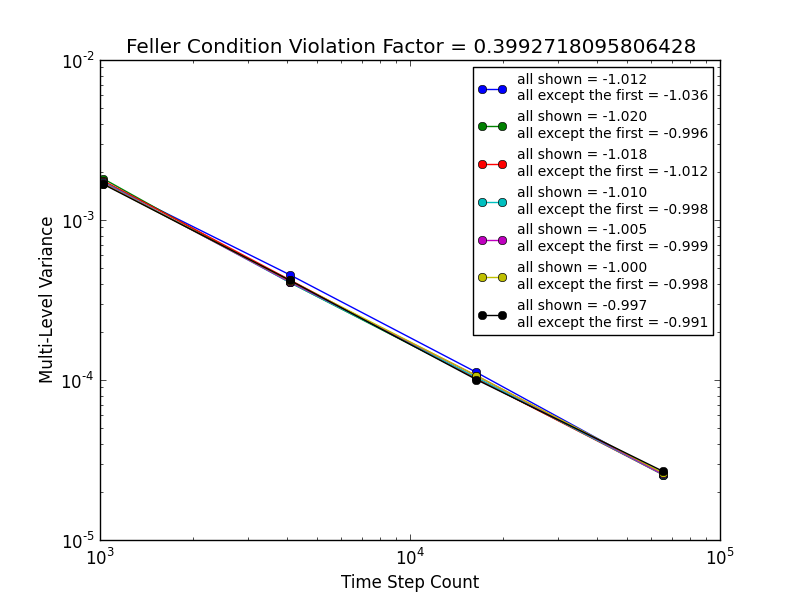 Feller Condition Violation Factor = 0.3992718095806428
10^-2
10^-3
10^-4
10^-5
Multi-Level Variance
all shown = -1.012
all except the first = -1.036
all shown = -1.020
all except the first = -0.996
all shown = -1.018
all except the first = -1.012
all shown = -1.010
all except the first = -0.998
all shown = -1.005
all except the first = -0.999
all shown = -1.000
all except the first = -0.998
all shown = -0.997
all except the first = -0.991
10^3 10^4 10^5
Time Step Count